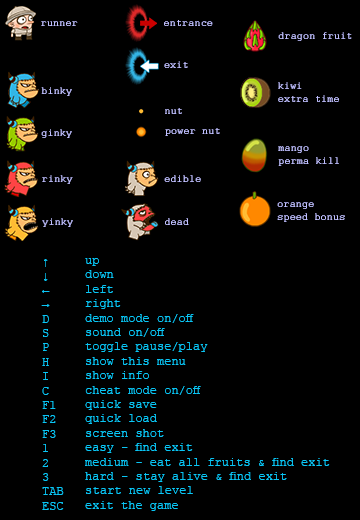 runner
entrance
dragon fruit
exit
binky
kiwi
extra time
nut
ginky
power nut
mango
perma kill
rinky
edible
orange
speed bonus
yinky
dead
↑ up
↓ down
← left
→ right
D demo mode on/off
S sound on/off
P toggle pause/play
H show this menu
I show info
C cheat mode on/off
F1 quick save
F2 quick load
F3 screen shot
1 easy - find exit
2 medium - eat all fruits & find exit
3 hard - stay alive & find exit
TAB start new level
ESC exit the game